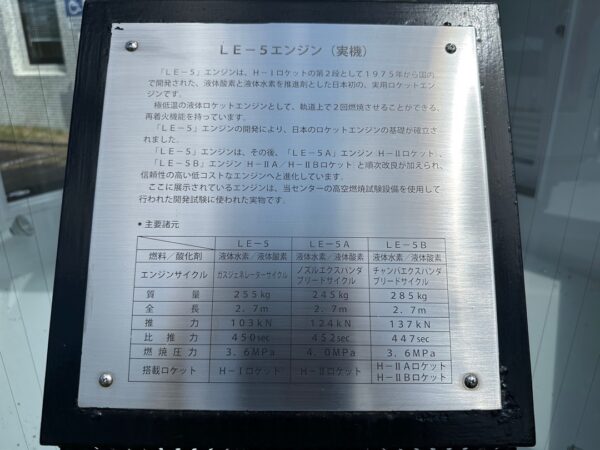 LE－5エンジン（実機）
「LE－5」エンジンは、H－Ⅰロケットの第2段として1975年から国内
で開発された、液体酸素と液体水素を推進剤とした日本初の、実用ロケットエン
ジンです。
極低温の液体ロケットエンジンとして、軌道上で2回燃焼させることができる、
再着火機能を持っています。
「LE－5」エンジンの開発により、日本のロケットエンジンの基礎が確立さ
れました。
「LE－5」エンジンは、その後、「LE－5A」エンジン H－Ⅱロケット 、
「LE－5B」エンジン H－ⅡA／H－ⅡBロケット と順次改良が加えられ、
信頼性の高い低コストなエンジンへと進化しています。
ここに展示されているエンジンは、当センターの高空燃焼試験設備を使用して
行われた開発試験に使われた実物です。
＊主要諸元
LE－5 LE－5A LE－5B
燃料／酸化剤 液体水素／液体酸素 液体水素／液体酸素 液体水素／液体酸素
エンジンサイクル ガスジェネレーターサイクル ノズルエクスパンダ チャンバエクスパンダ
ブリードサイクル ブリードサイクル
質量 255kg 245kg 285kg
全長 2.7m 2.7m 2.7m
推力 103kN 124kN 137kN
比推力 450sec 452sec 447sec
燃焼圧力 3.6MPa 4.0MPa 3.6MPa
搭載ロケット H－Ⅰロケット H－Ⅱロケット H－ⅡAロケット
H－ⅡBロケット